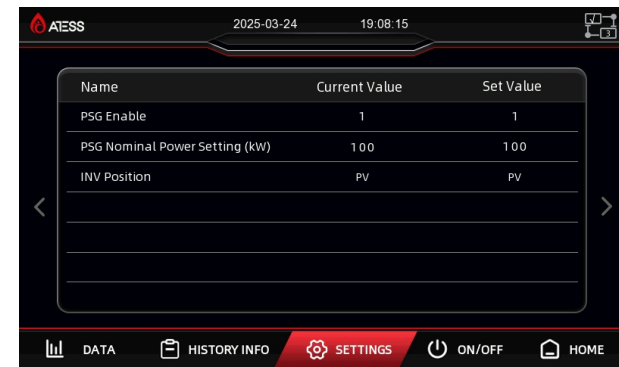 ATESS 2025-03-24 19:08:15
3
Name Current Value Set Value
PSG Enable 1 1
PSG Nominal Power Setting (kW) 100 100
INV Position PV PV
DATA HISTORY INFO SETTINGS ON/OFF HOME